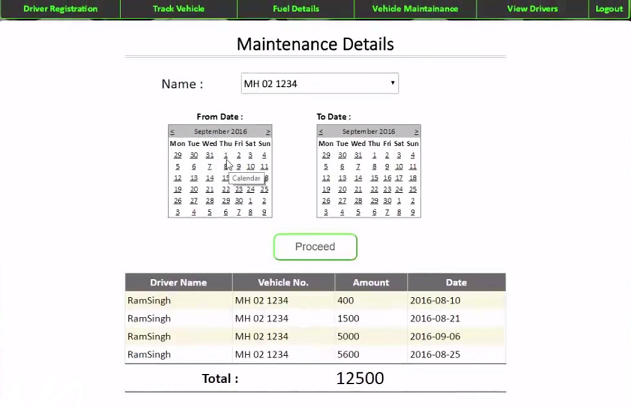 Driver Registration Track Vehicle Fuel Details Vehicle Maintainance View Drivers Logout
Maintenance Details
Name : MH 02 1234
From Date : To Date :
< September 2016 > < September 2016 >
Mon Tue Wed Thu Fri Sat Sun Mon Tue Wed Thu Fri Sat Sun
29 30 31 1 2 3 4 29 30 31 1 2 3 4
5 6 7 8 9 10 11 5 6 7 8 9 10 11
12 13 14 15 Calendar 12 13 14 15 16 17 18
19 20 21 22 23 24 25 19 20 21 22 23 24 25
26 27 28 29 30 1 2 26 27 28 29 30 1 2
3 4 5 6 7 8 9 3 4 5 6 7 8 9
Proceed
Driver Name Vehicle No. Amount Date
RamSingh MH 02 1234 400 2016-08-10
RamSingh MH 02 1234 1500 2016-08-21
RamSingh MH 02 1234 5000 2016-09-06
RamSingh MH 02 1234 5600 2016-08-25
Total : 12500